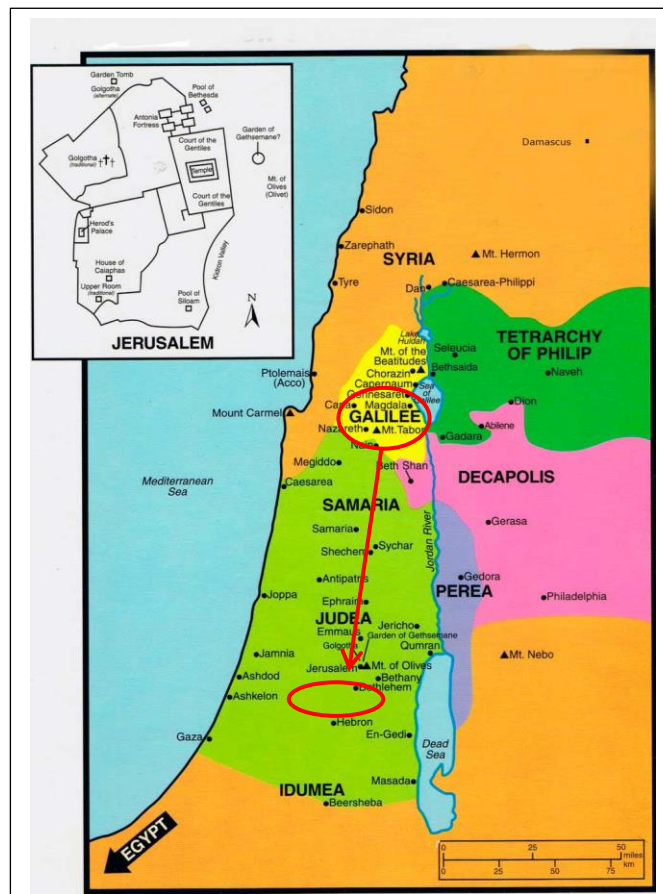 Garden Tomb
Golgotha
(alternate)
Pool of
Bethesda
Antonia
Fortress
Garden of
Gethsemane?
Court of the
Gentiles
Golgotha
(traditional)
Temple
Mt. of
Olives
(Olivet)
Court of the
Gentiles
Herod's
Palace
House of
Caiaphas
Upper Room
(traditional)
Kidron Valley
Pool of
Siloam
N
JERUSALEM
Damascus
Sidon
Zarephath
SYRIA
Mt. Hermon
Tyre
Dan
Caesarea-Philippi
Lake
Huldah
TETRARCHY
OF PHILIP
Mt. of the
Beatitudes
Seleucia
Ptolemais
(Acco)
Chorazin
Bethsaida
Naveh
Capernaum
Gennesaret
Sea
of
Galilee
Cana
Magdala
Dion
Mount Carmel
GALILEE
Abilene
Nazareth
Mt.Tabor
Gadara
Nain
Megiddo
Beth Shan
DECAPOLIS
Mediterranean
Sea
Caesarea
SAMARIA
Samaria
Gerasa
Sychar
Shechem
Jordan River
Antipatris
Gedora
PEREA
Joppa
Ephraim
Philadelphia
JUDEA
Jericho
Emmaus
Garden of Gethsemane
Golgotha
Qumran
Jamnia
Mt. Nebo
Jerusalem
Mt. of Olives
Ashdod
Bethany
Bethlehem
Ashkelon
Hebron
Gaza
En-Gedi
Dead
Sea
Masada
IDUMEA
Beersheba
EGYPT
0 25 50
miles
km
0 25 50 75